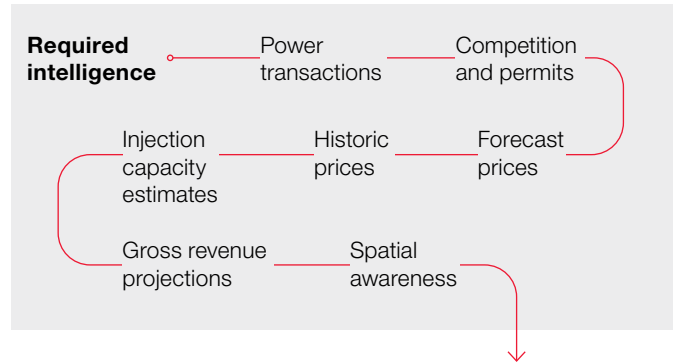 Required
intelligence
Power
transactions
Competition
and permits
Injection
capacity
estimates
Historic
prices
Forecast
prices
Gross revenue
projections
Spatial
awareness